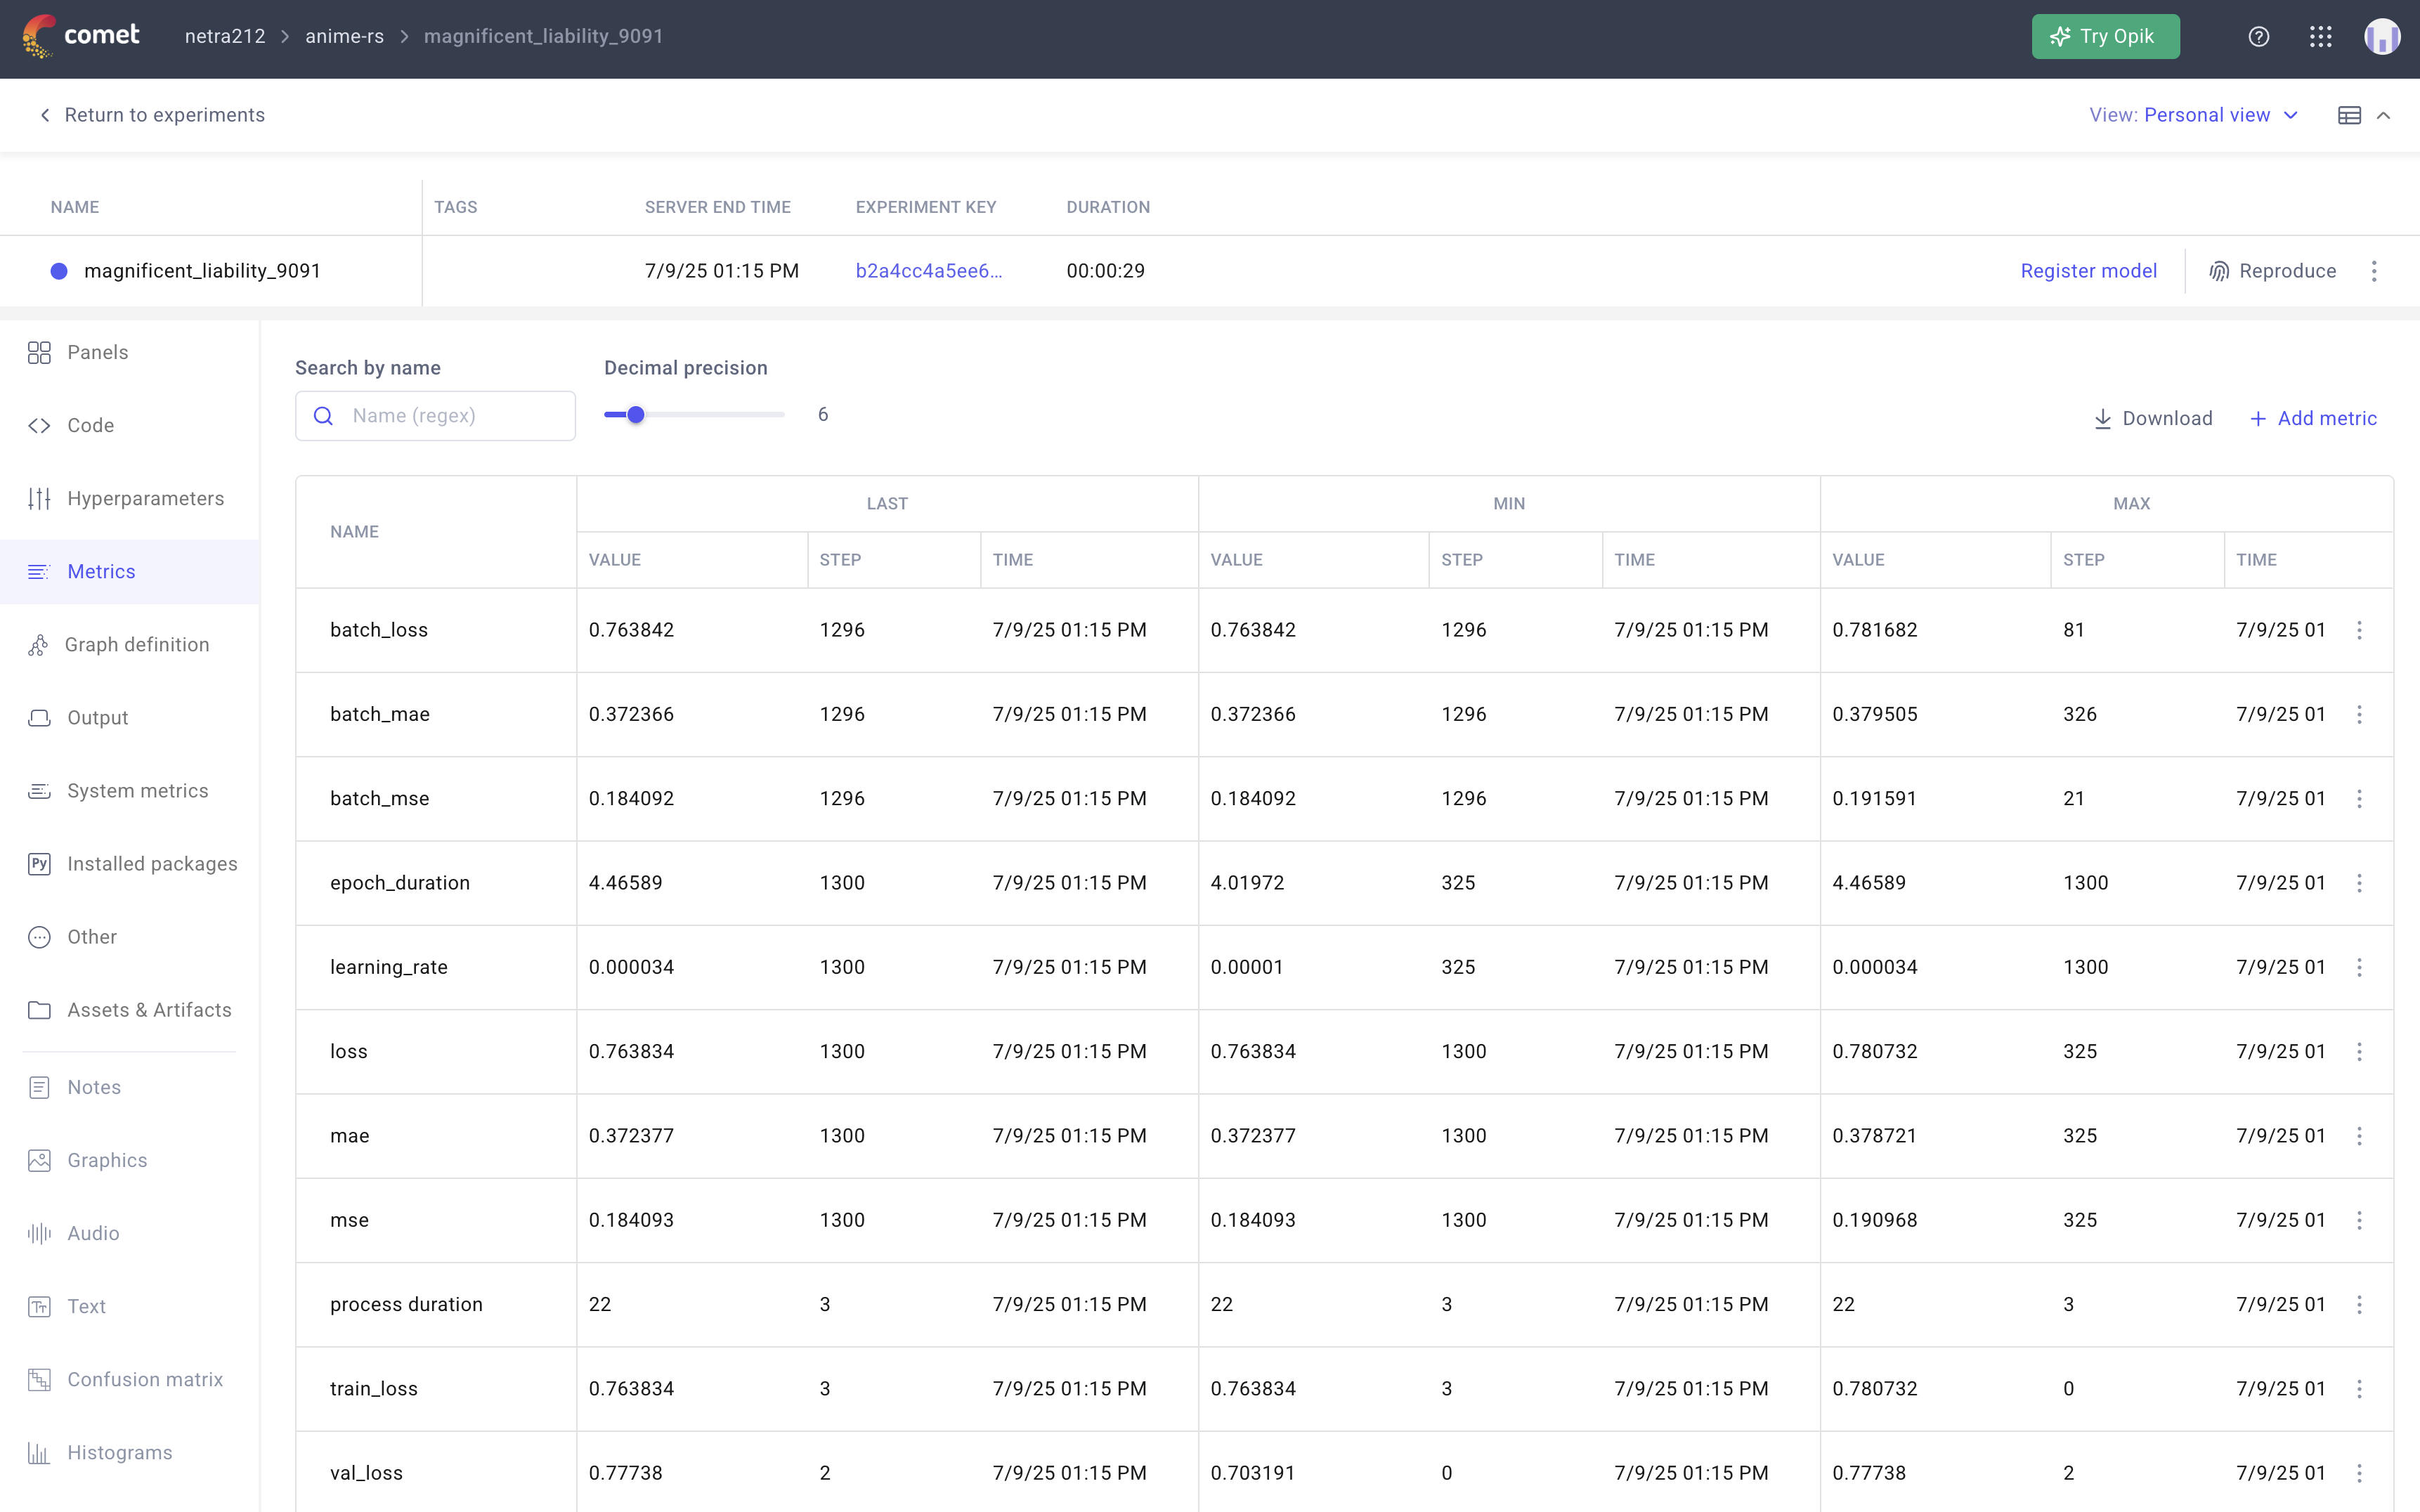 comet netra212 > anime-rs > magnificent_liability_9091 Try Opik ?
Return to experiments View: Personal view
NAME TAGS SERVER END TIME EXPERIMENT KEY DURATION
magnificent_liability_9091 7/9/25 01:15 PM b2a4cc4a5ee6... 00:00:29 Register model Reproduce
Panels
Code
Hyperparameters
Metrics
Graph definition
Output
System metrics
Py Installed packages
Other
Assets & Artifacts
Notes
Graphics
Audio
Text
Confusion matrix
Histograms
Search by name Decimal precision
Name (regex) 6
Download + Add metric
NAME LAST MIN MAX
VALUE STEP TIME VALUE STEP TIME VALUE STEP TIME
batch_loss 0.763842 1296 7/9/25 01:15 PM 0.763842 1296 7/9/25 01:15 PM 0.781682 81 7/9/25 01
batch_mae 0.372366 1296 7/9/25 01:15 PM 0.372366 1296 7/9/25 01:15 PM 0.379505 326 7/9/25 01
batch_mse 0.184092 1296 7/9/25 01:15 PM 0.184092 1296 7/9/25 01:15 PM 0.191591 21 7/9/25 01
epoch_duration 4.46589 1300 7/9/25 01:15 PM 4.01972 325 7/9/25 01:15 PM 4.46589 1300 7/9/25 01
learning_rate 0.000034 1300 7/9/25 01:15 PM 0.00001 325 7/9/25 01:15 PM 0.000034 1300 7/9/25 01
loss 0.763834 1300 7/9/25 01:15 PM 0.763834 1300 7/9/25 01:15 PM 0.780732 325 7/9/25 01
mae 0.372377 1300 7/9/25 01:15 PM 0.372377 1300 7/9/25 01:15 PM 0.378721 325 7/9/25 01
mse 0.184093 1300 7/9/25 01:15 PM 0.184093 1300 7/9/25 01:15 PM 0.190968 325 7/9/25 01
process duration 22 3 7/9/25 01:15 PM 22 3 7/9/25 01:15 PM 22 3 7/9/25 01
train_loss 0.763834 3 7/9/25 01:15 PM 0.763834 3 7/9/25 01:15 PM 0.780732 0 7/9/25 01
val_loss 0.77738 2 7/9/25 01:15 PM 0.703191 0 7/9/25 01:15 PM 0.77738 2 7/9/25 01